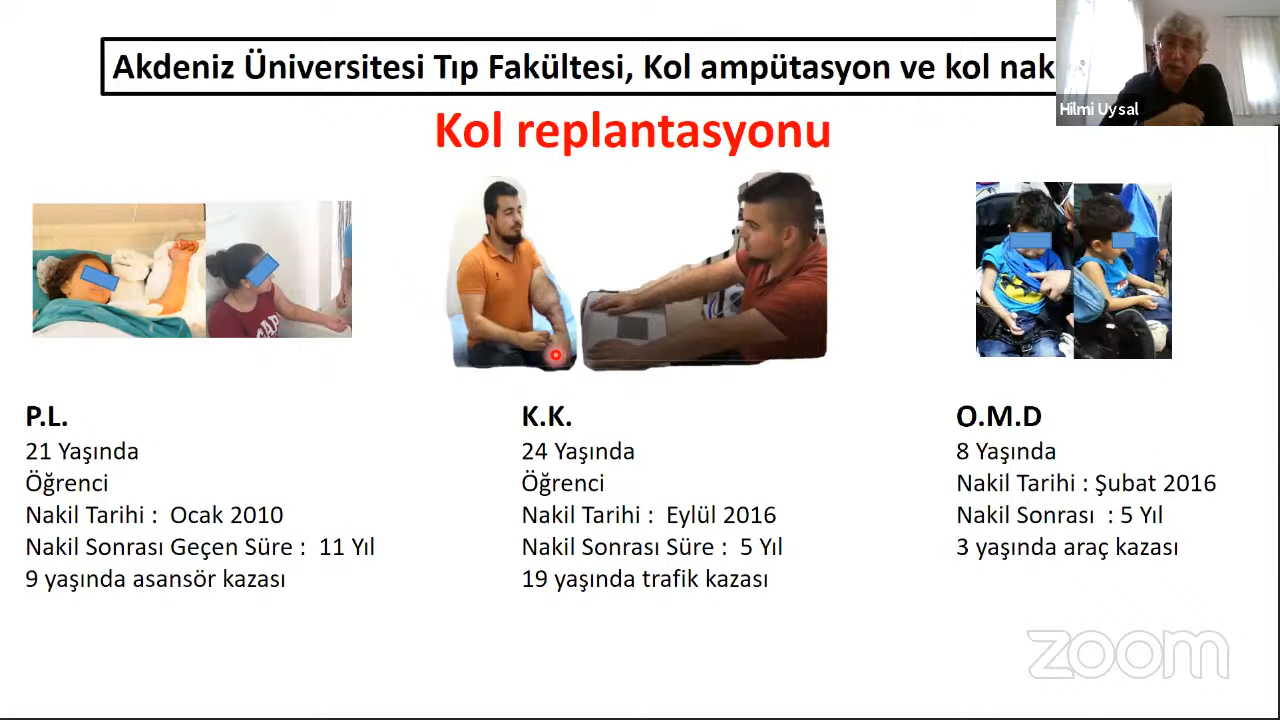 Akdeniz Üniversitesi Tıp Fakültesi, Kol ampütasyon ve kol nak
Hilmi Uysal
Kol replantasyonu
P.L.
21 Yaşında
Öğrenci
Nakil Tarihi : Ocak 2010
Nakil Sonrası Geçen Süre : 11 Yıl
9 yaşında asansör kazası
K.K.
24 Yaşında
Öğrenci
Nakil Tarihi : Eylül 2016
Nakil Sonrası Süre : 5 Yıl
19 yaşında trafik kazası
O.M.D
8 Yaşında
Nakil Tarihi : Şubat 2016
Nakil Sonrası : 5 Yıl
3 yaşında araç kazası
zoom